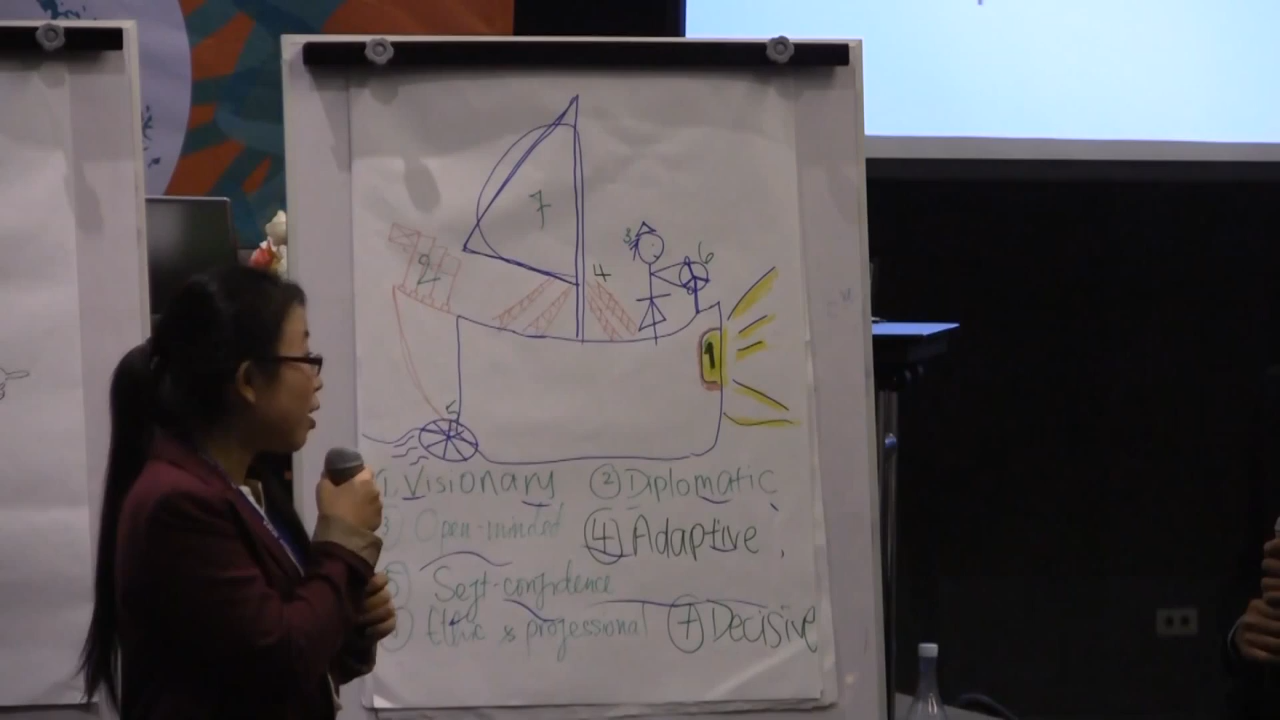 7
3
6
2
4
1
5
1. Visionary ② Diplomatic,
③ Open-minded ④ Adaptive,
⑤ Self-confidence
Ethic & professional ⑦ Decisive